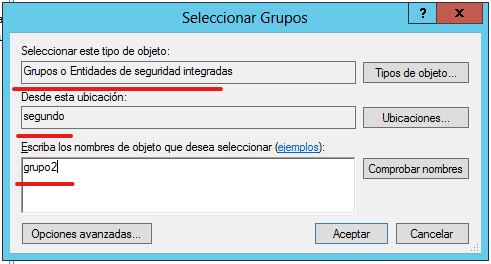 Seleccionar Grupos
? x
Seleccionar este tipo de objeto:
Grupos o Entidades de seguridad integradas
Tipos de objeto...
Desde esta ubicación:
segundo
Ubicaciones...
Escriba los nombres de objeto que desea seleccionar (ejemplos):
grupo2
Comprobar nombres
Opciones avanzadas...
Aceptar
Cancelar